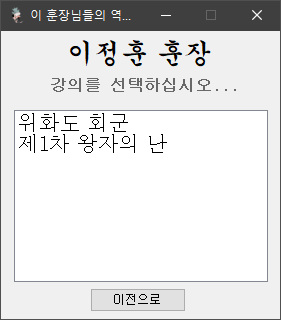 이 훈장님들의 역...
이정훈 훈장
강의를 선택하십시오...
위화도 회군
제1차 왕자의 난
이전으로